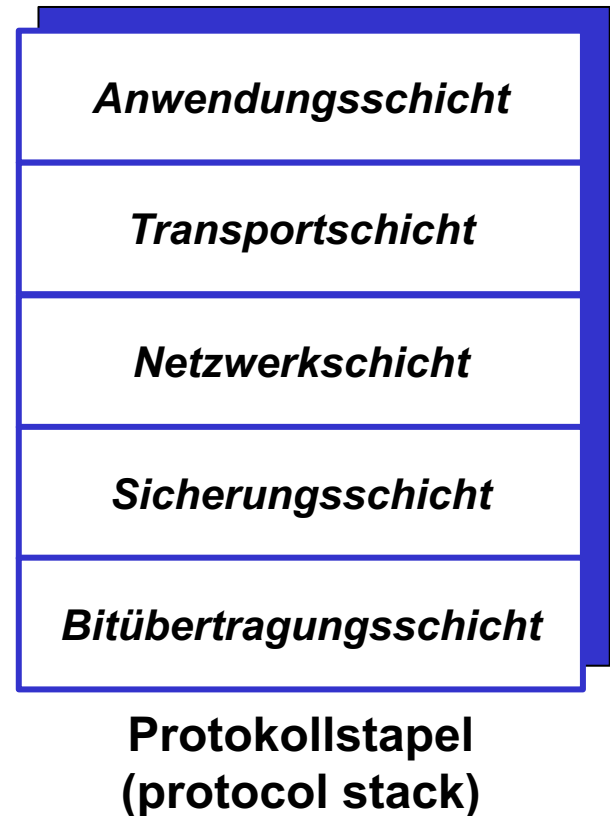 Anwendungsschicht
Transportschicht
Netzwerkschicht
Sicherungsschicht
Bitübertragungsschicht
Protokollstapel
(protocol stack)